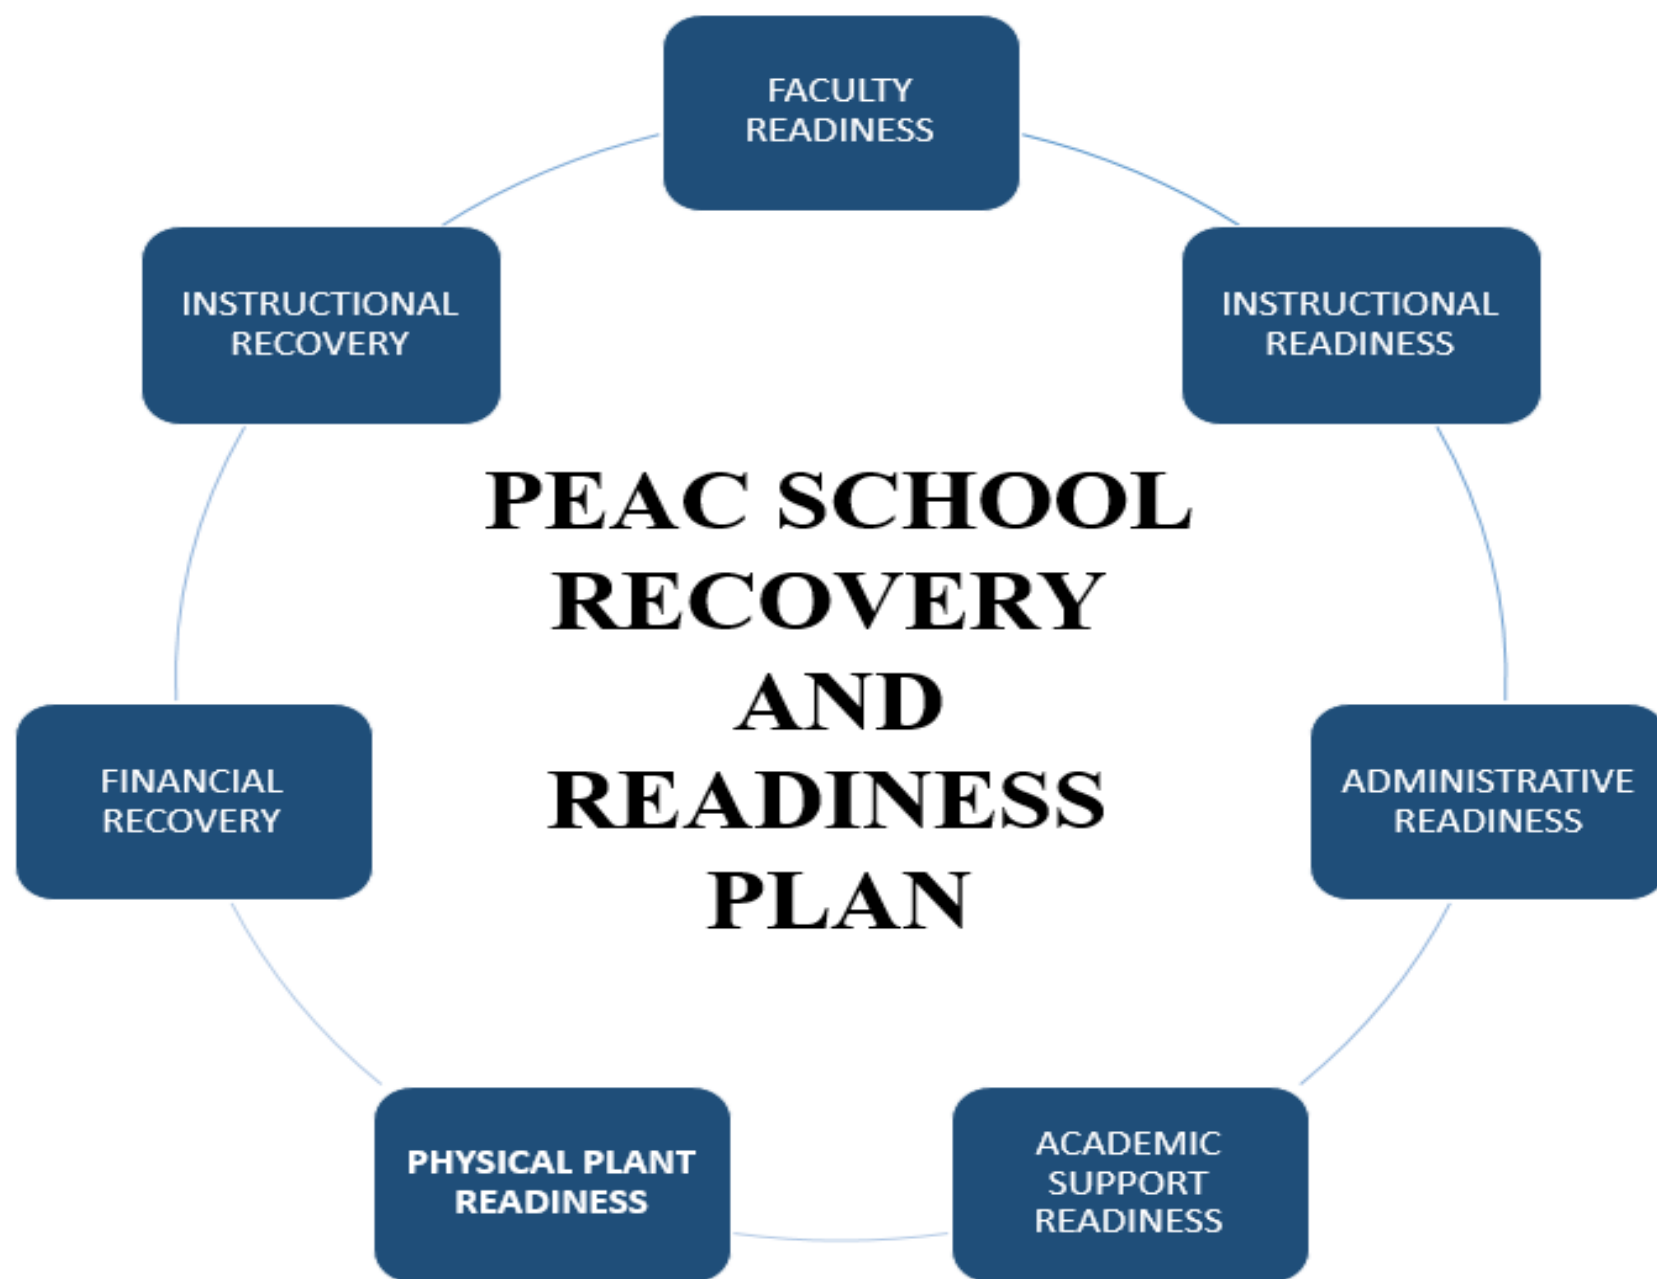 FACULTY
READINESS
INSTRUCTIONAL
RECOVERY
INSTRUCTIONAL
READINESS
PEAC SCHOOL
RECOVERY
AND
READINESS
PLAN
FINANCIAL
RECOVERY
ADMINISTRATIVE
READINESS
PHYSICAL PLANT
READINESS
ACADEMIC
SUPPORT
READINESS